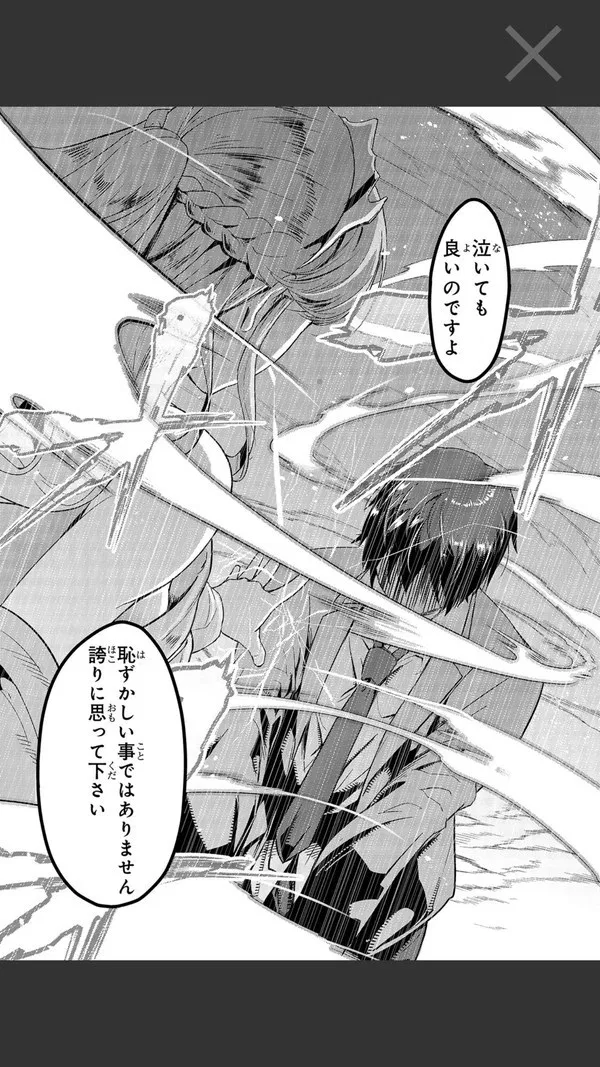 泣いても
良いのですよ
恥ずかしい事ではありません
誇りに思って下さい